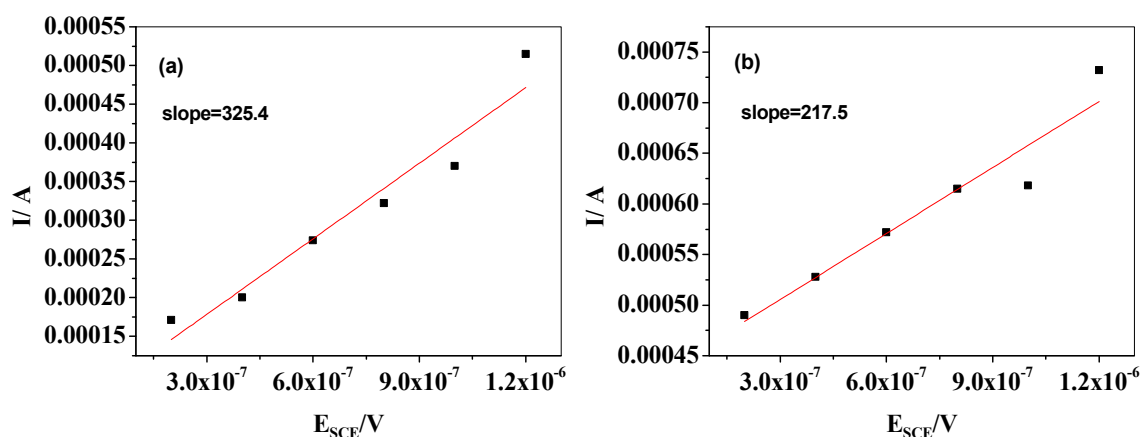 (a)
slope=325.4
0.00055
0.00050
0.00045
0.00040
0.00035
0.00030
0.00025
0.00020
0.00015
I/ A
3.0x10⁻⁷ 6.0x10⁻⁷ 9.0x10⁻⁷ 1.2x10⁻⁶
E_SCE/V
(b)
slope=217.5
0.00075
0.00070
0.00065
0.00060
0.00055
0.00050
0.00045
I/ A
3.0x10⁻⁷ 6.0x10⁻⁷ 9.0x10⁻⁷ 1.2x10⁻⁶
E_SCE/V